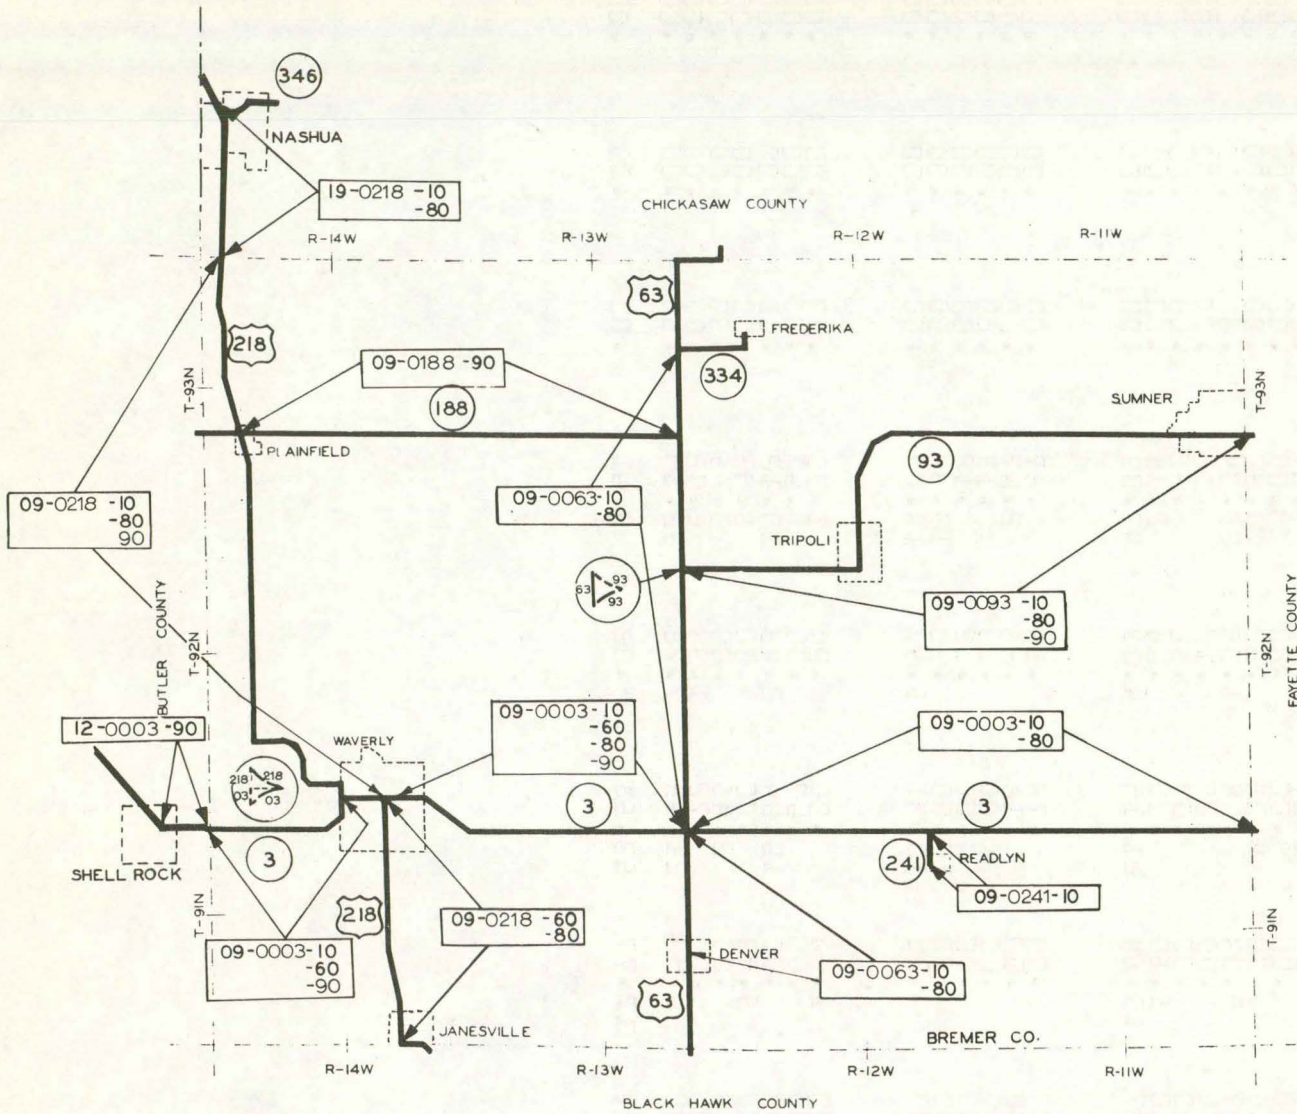 346
NASHUA
19-0218 -10
-80
CHICKASAW COUNTY
R-14W
R-13W
R-12W
R-11W
63
FREDERIKA
218
09-0188 -90
334
T-93N
188
SUMNER
T-93N
PLAINFIELD
93
09-0218 -10
-80
90
09-0063-10
-80
TRIPOLI
63
93
93
09-0093 -10
-80
-90
BUTLER COUNTY
T-92N
T-92N
FAYETTE COUNTY
12-0003 -90
WAVERLY
09-0003-10
-60
-80
-90
09-0003-10
-80
218
218
03
03
3
3
SHELL ROCK
3
241
READLYN
09-0241-10
T-91N
218
09-0218 -60
-80
T-91N
09-0003-10
-60
-90
DENVER
09-0063-10
-80
63
JANESVILLE
BREMER CO.
R-14W
R-13W
R-12W
R-11W
BLACK HAWK COUNTY